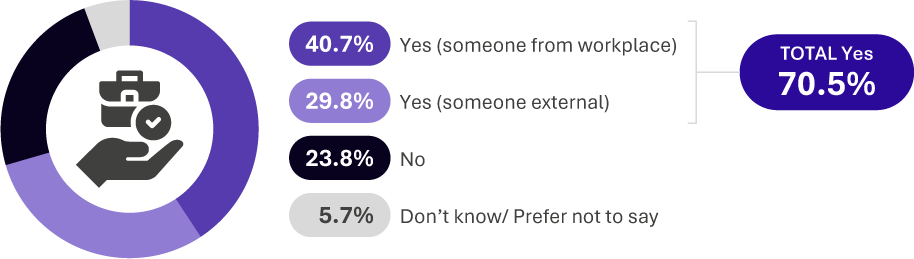 40.7% Yes (someone from workplace)
29.8% Yes (someone external)
23.8% No
5.7% Don’t know/ Prefer not to say
TOTAL Yes
70.5%